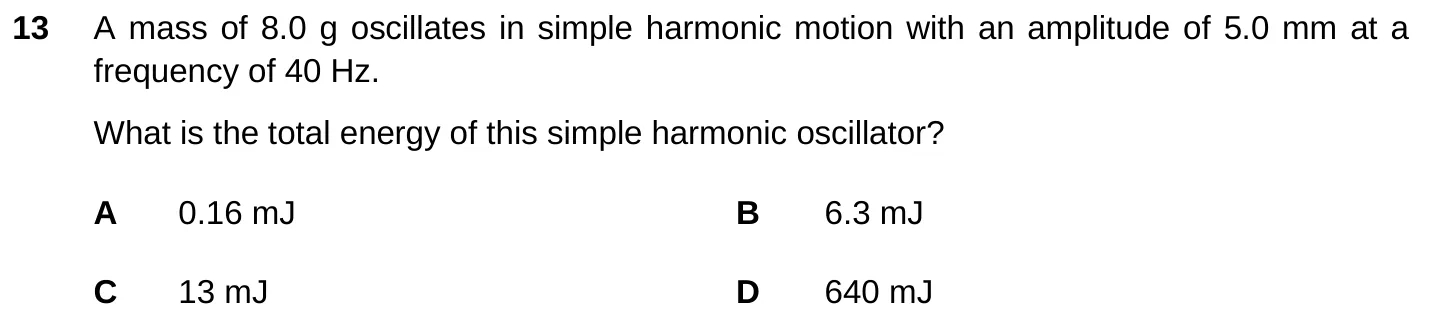 13 A mass of 8.0 g oscillates in simple harmonic motion with an amplitude of 5.0 mm at a
frequency of 40 Hz.
What is the total energy of this simple harmonic oscillator?
A 0.16 mJ B 6.3 mJ
C 13 mJ D 640 mJ